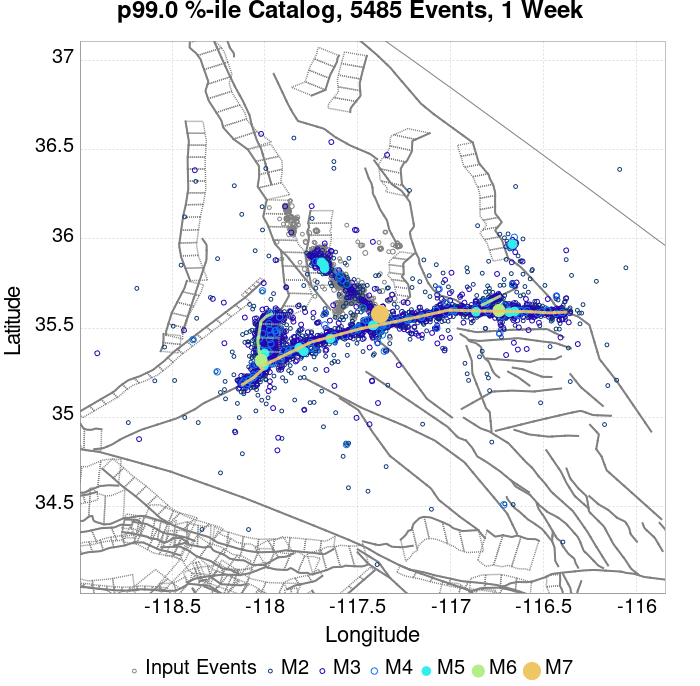 p99.0 %-ile Catalog, 5485 Events, 1 Week
37
36.5
36
35.5
35
34.5
Latitude
-118.5 -118 -117.5 -117 -116.5 -116
Longitude
Input Events M2 M3 M4 M5 M6 M7